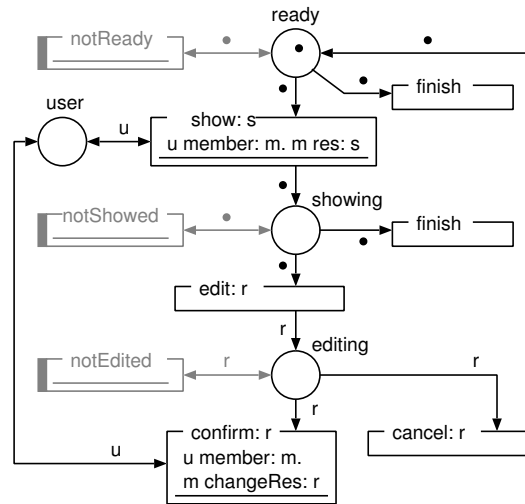 ready
notReady
finish
user
u
show: s
u member: m. m res: s
notShowed
showing
finish
edit: r
r
editing
notEdited
r
r
r
confirm: r
u member: m.
m changeRes: r
u
cancel: r